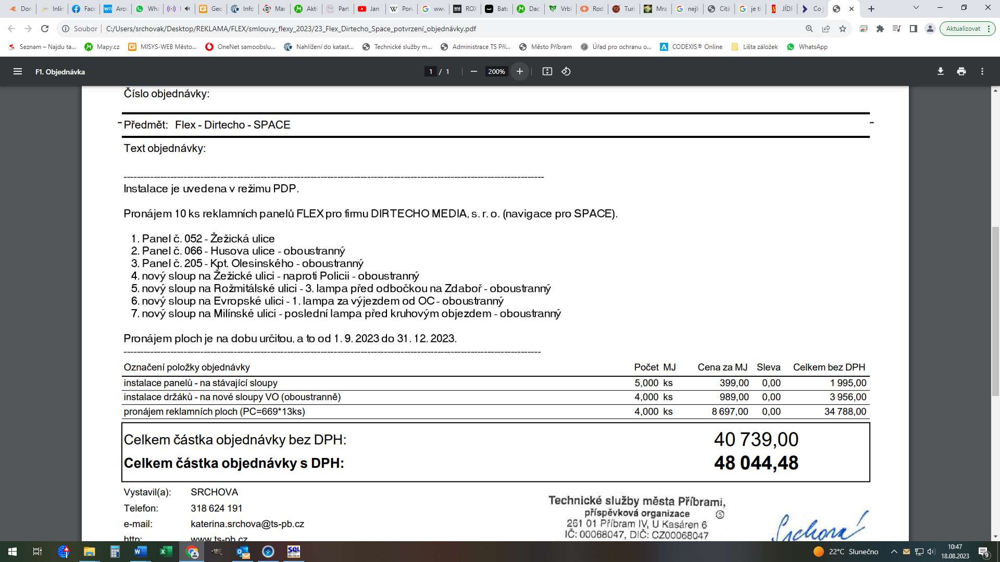 Dor
Inlin
Face
Aror
Wha
Geo
Info
Mar
Akti
Part
Jan
Poru
www
ROX
Bato
Dac
Vrbi
Rod
Turi
Mra
nejk
Citá
je ti
JÍDE
Co j
Soubor
C:/Users/srchovak/Desktop/REKLAMA/FLEX/smlouvy_flexy_2023/23_Flex_Dirtecho_Space_potvrzení_objednávky.pdf
Aktualizovat
Seznam – Najdu ta...
Mapy.cz
MISYS-WEB Město...
OneNet samoobslu...
Nahlížení do katast...
Technické služby m...
Administrace TS Pří...
Město Příbram
Úřad pro ochranu o...
CODEXIS® Online
Lišta záložek
WhatsApp
F1. Objednávka
1 / 1
200%
Číslo objednávky:
Předmět: Flex - Dirtecho - SPACE
Text objednávky:
Instalace je uvedena v režimu PDP.
Pronájem 10 ks reklamních panelů FLEX pro firmu DIRTECHO MEDIA, s. r. o. (navigace pro SPACE).
1. Panel č. 052 - Žežická ulice
2. Panel č. 066 - Husova ulice - oboustranný
3. Panel č. 205 - Kpt. Olesinského - oboustranný
4. nový sloup na Žežické ulici - naproti Policii - oboustranný
5. nový sloup na Rožmitálské ulici - 3. lampa před odbočkou na Zdaboř - oboustranný
6. nový sloup na Evropské ulici - 1. lampa za výjezdem od OC - oboustranný
7. nový sloup na Milínské ulici - poslední lampa před kruhovým objezdem - oboustranný
Pronájem ploch je na dobu určitou, a to od 1. 9. 2023 do 31. 12. 2023.
Označení položky objednávky Počet MJ Cena za MJ Sleva Celkem bez DPH
instalace panelů - na stávající sloupy 5,000 ks 399,00 0,00 1 995,00
instalace držáků - na nové sloupy VO (oboustranně) 4,000 ks 989,00 0,00 3 956,00
pronájem reklamních ploch (PC=669*13ks) 4,000 ks 8 697,00 0,00 34 788,00
Celkem částka objednávky bez DPH: 40 739,00
Celkem částka objednávky s DPH: 48 044,48
Vystavil(a): SRCHOVA
Telefon: 318 624 191
e-mail: katerina.srchova@ts-pb.cz
http: www.ts-pb.cz
Technické služby města Příbrami,
příspěvková organizace 5
261 01 Příbram IV, U Kasáren 6
IČ: 00068047, DIČ: CZ00068047
Srchová
22°C Slunečno
10:47
18.08.2023
9